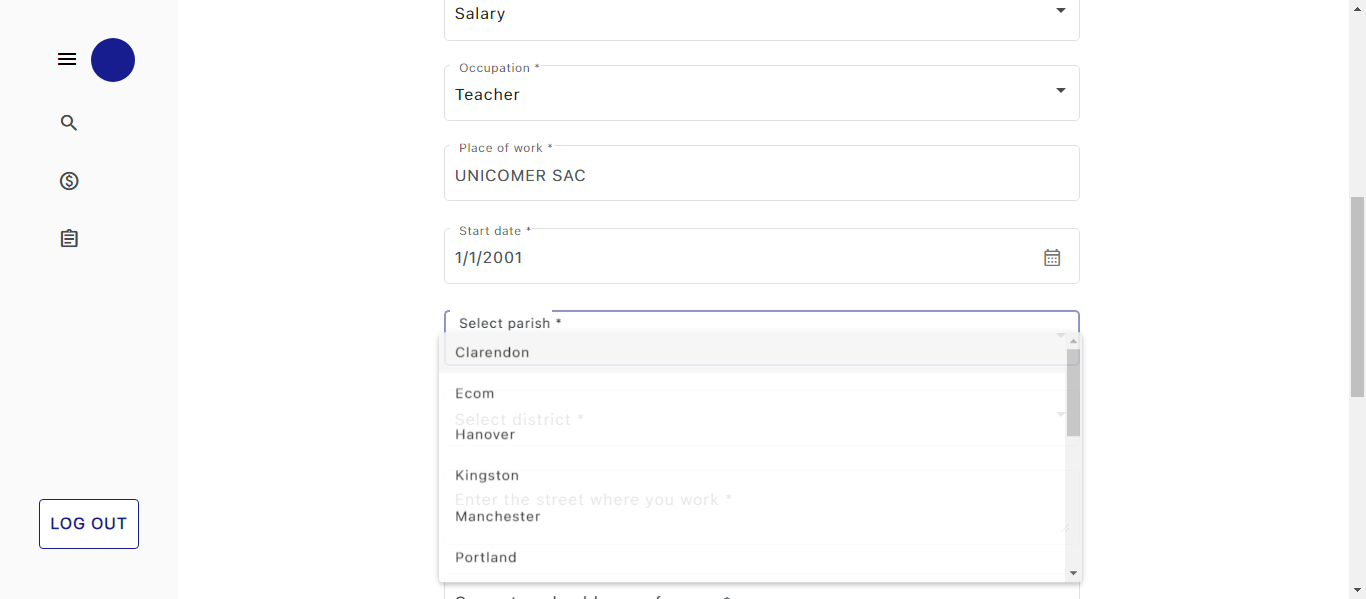 Salary
Occupation *
Teacher
Place of work *
UNICOMER SAC
Start date *
1/1/2001
Select parish *
Clarendon
Ecom
Select district *
Hanover
Kingston
Enter the street where you work *
Manchester
Portland
LOG OUT